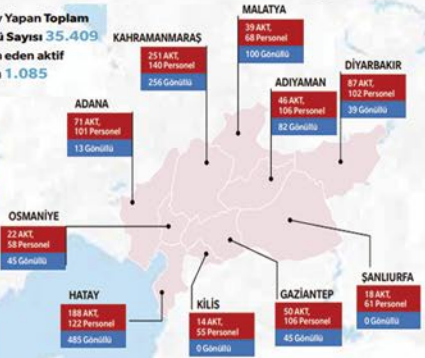 Yapan Toplam
Sayısı 35.409
eden aktif
1.085
MALATYA
39 AKT,
68 Personel
100 Gönüllü
KAHRAMANMARAŞ
251 AKT,
140 Personel
256 Gönüllü
DİYARBAKIR
87 AKT,
102 Personel
39 Gönüllü
ADIYAMAN
46 AKT,
106 Personel
82 Gönüllü
ADANA
71 AKT,
101 Personel
13 Gönüllü
OSMANİYE
22 AKT,
58 Personel
45 Gönüllü
HATAY
188 AKT,
122 Personel
485 Gönüllü
KİLİS
14 AKT,
55 Personel
0 Gönüllü
GAZİANTEP
50 AKT,
106 Personel
45 Gönüllü
ŞANLIURFA
18 AKT,
61 Personel
0 Gönüllü